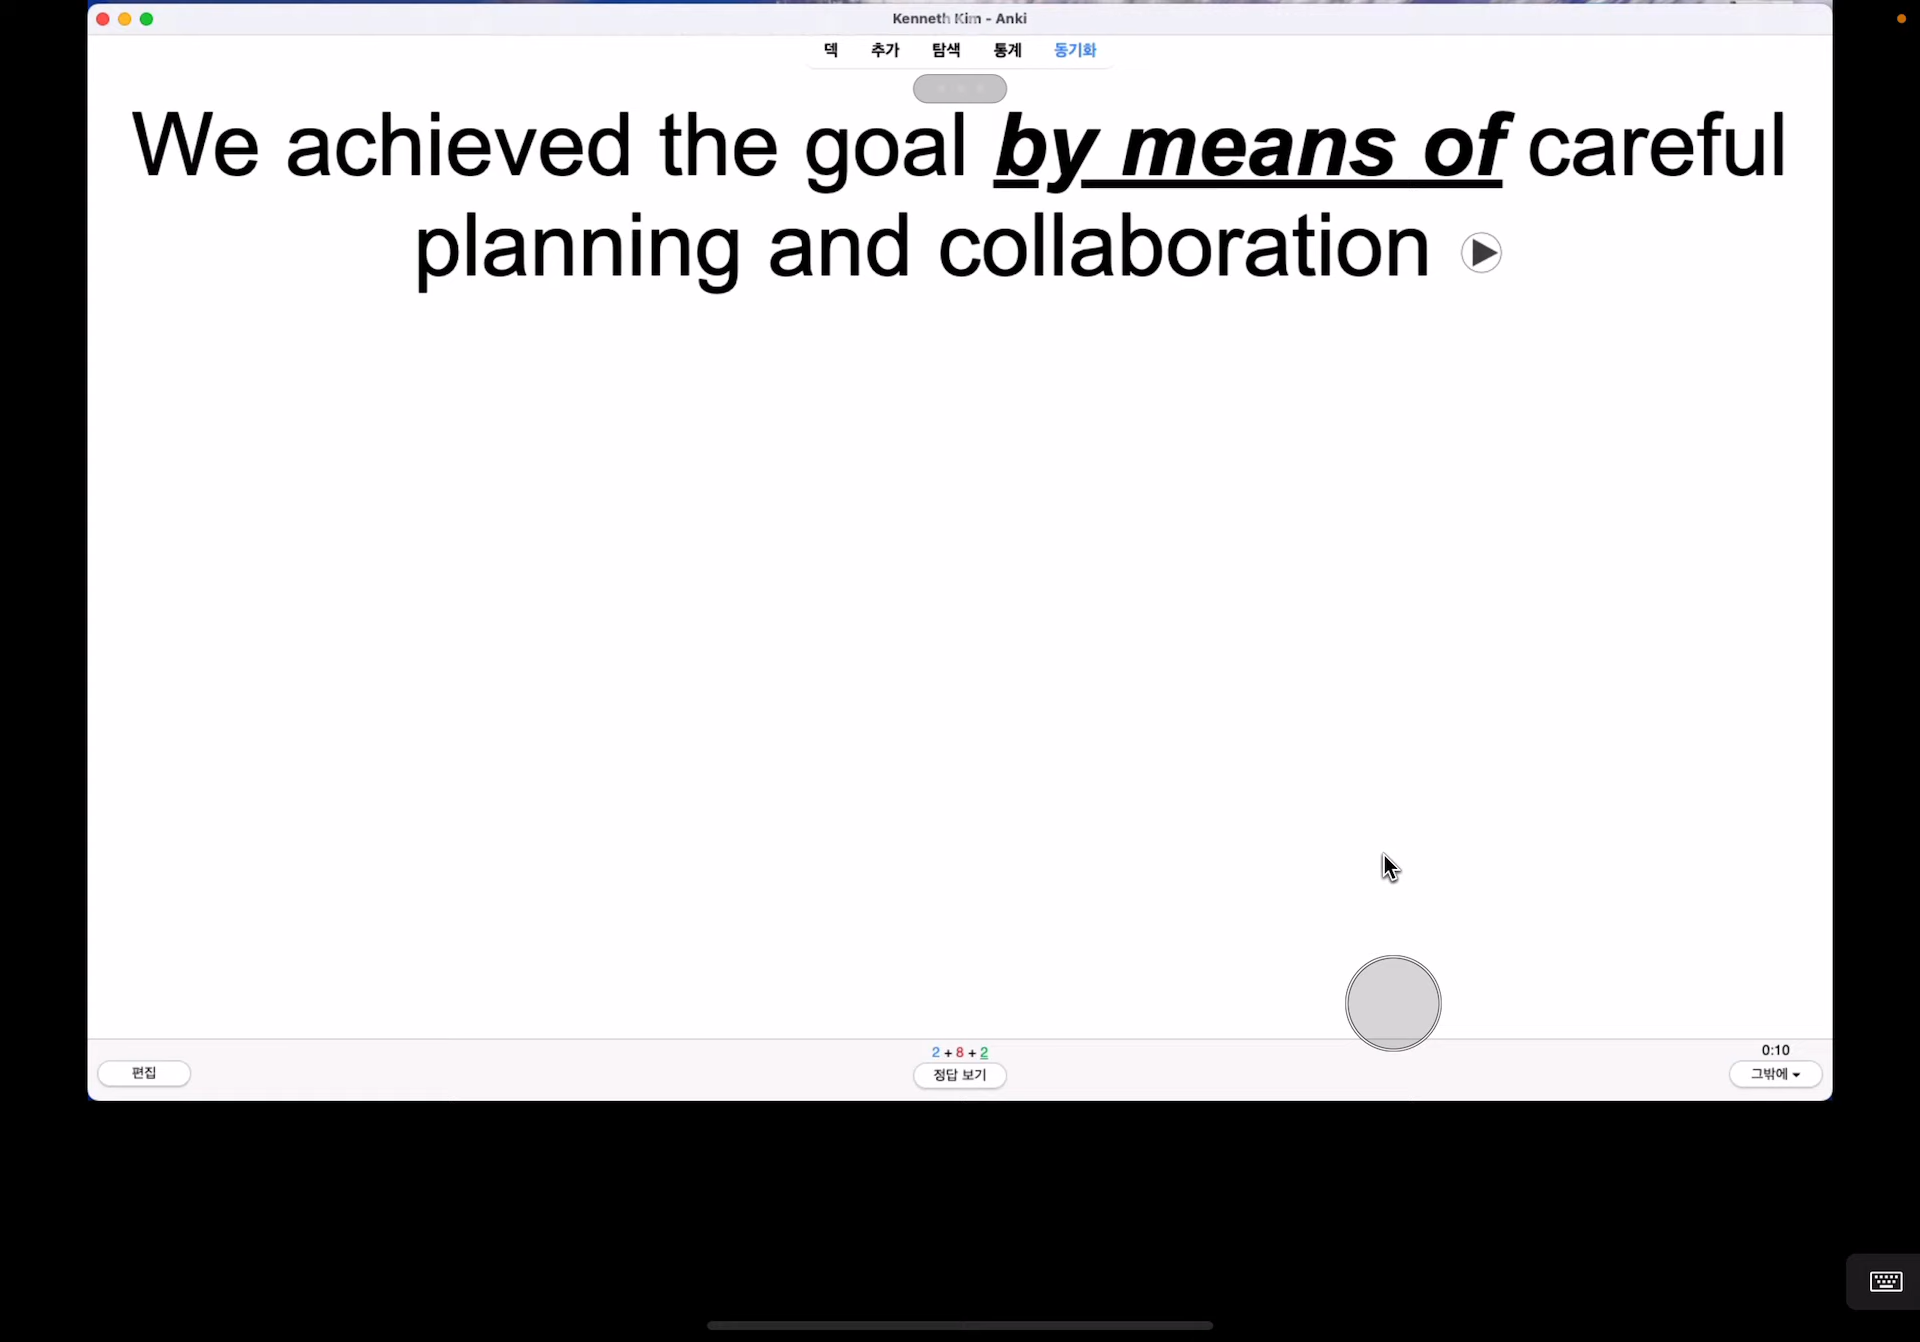 Kenneth Kim - Anki
덱 추가 탐색 통계 동기화
We achieved the goal by means of careful
planning and collaboration
2 + 8 + 2
0:10
편집
정답 보기
그밖에